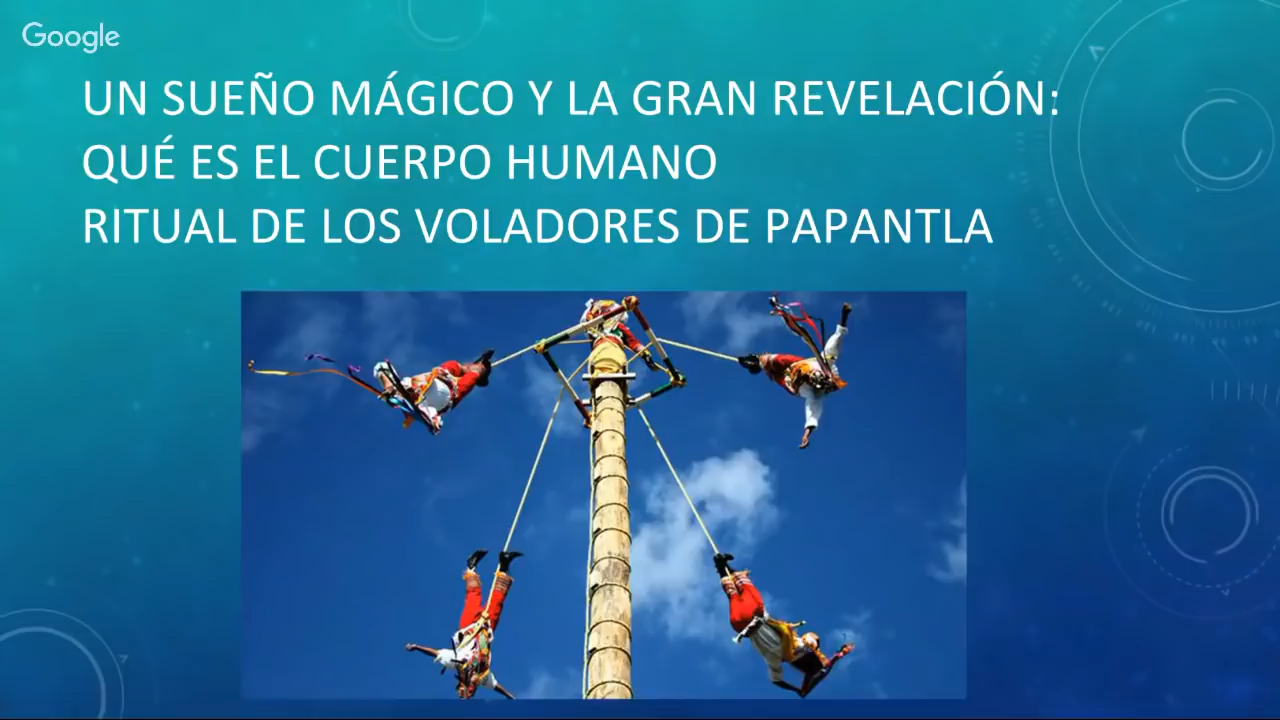 Google
UN SUEÑO MÁGICO Y LA GRAN REVELACIÓN:
QUÉ ES EL CUERPO HUMANO
RITUAL DE LOS VOLADORES DE PAPANTLA